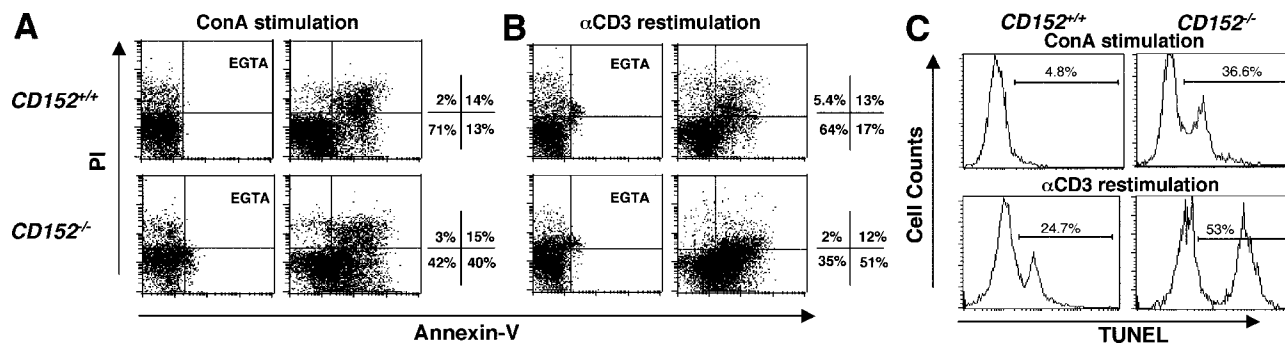 A
ConA stimulation
B
αCD3 restimulation
C
CD152+/+
CD152-/-
ConA stimulation
EGTA
EGTA
4.8%
36.6%
CD152+/+
2% 14%
71% 13%
5.4% 13%
64% 17%
PI
Cell Counts
αCD3 restimulation
EGTA
EGTA
24.7%
53%
CD152-/-
3% 15%
42% 40%
2% 12%
35% 51%
Annexin-V
TUNEL